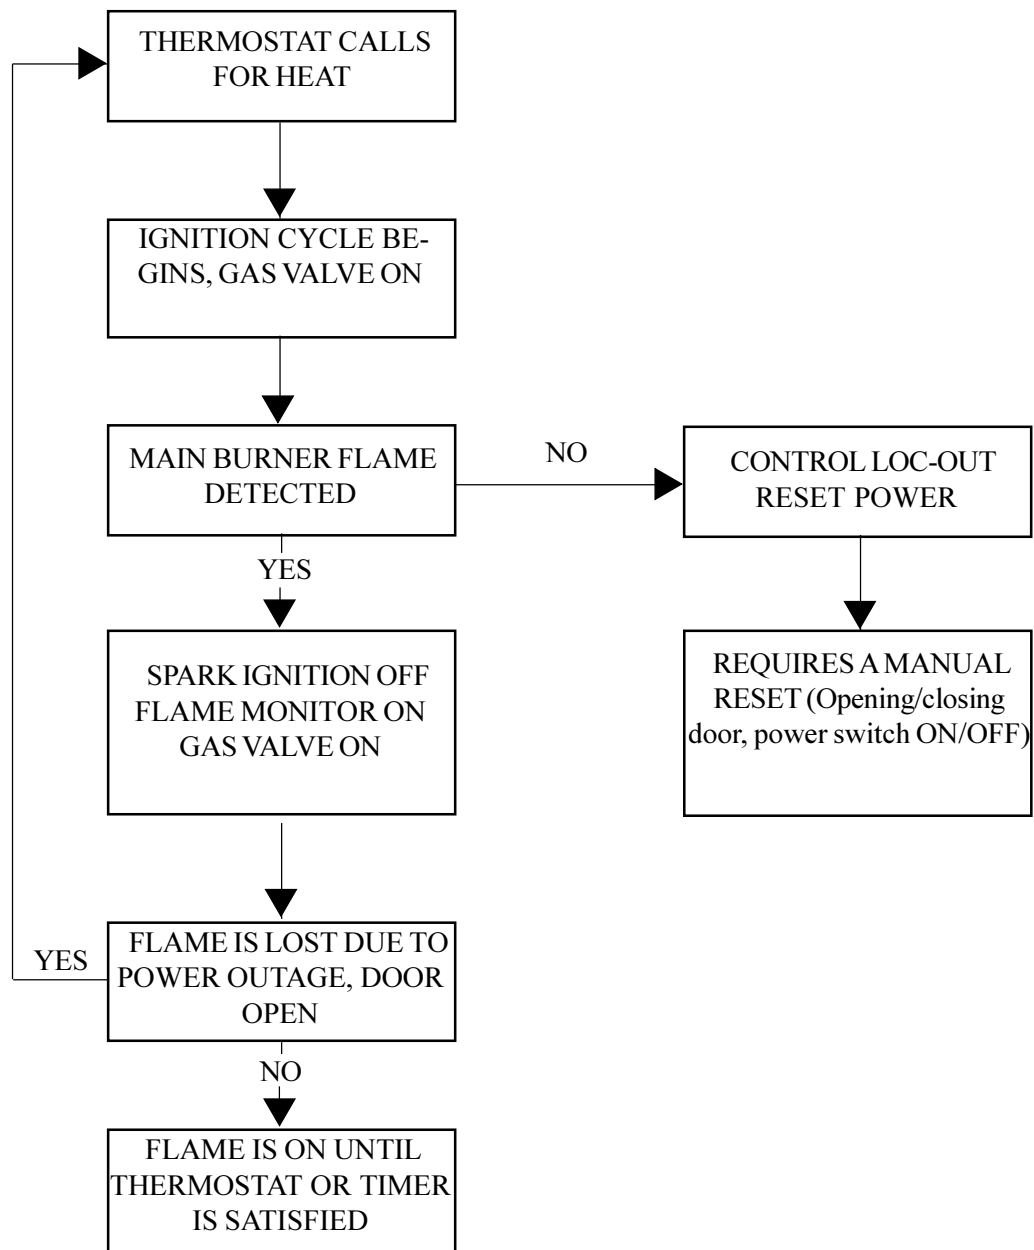 THERMOSTAT CALLS
FOR HEAT
IGNITION CYCLE BE-
GINS, GAS VALVE ON
MAIN BURNER FLAME
DETECTED
NO
CONTROL LOC-OUT
RESET POWER
YES
SPARK IGNITION OFF
FLAME MONITOR ON
GAS VALVE ON
REQUIRES A MANUAL
RESET (Opening/closing
door, power switch ON/OFF)
FLAME IS LOST DUE TO
POWER OUTAGE, DOOR
OPEN
YES
NO
FLAME IS ON UNTIL
THERMOSTAT OR TIMER
IS SATISFIED